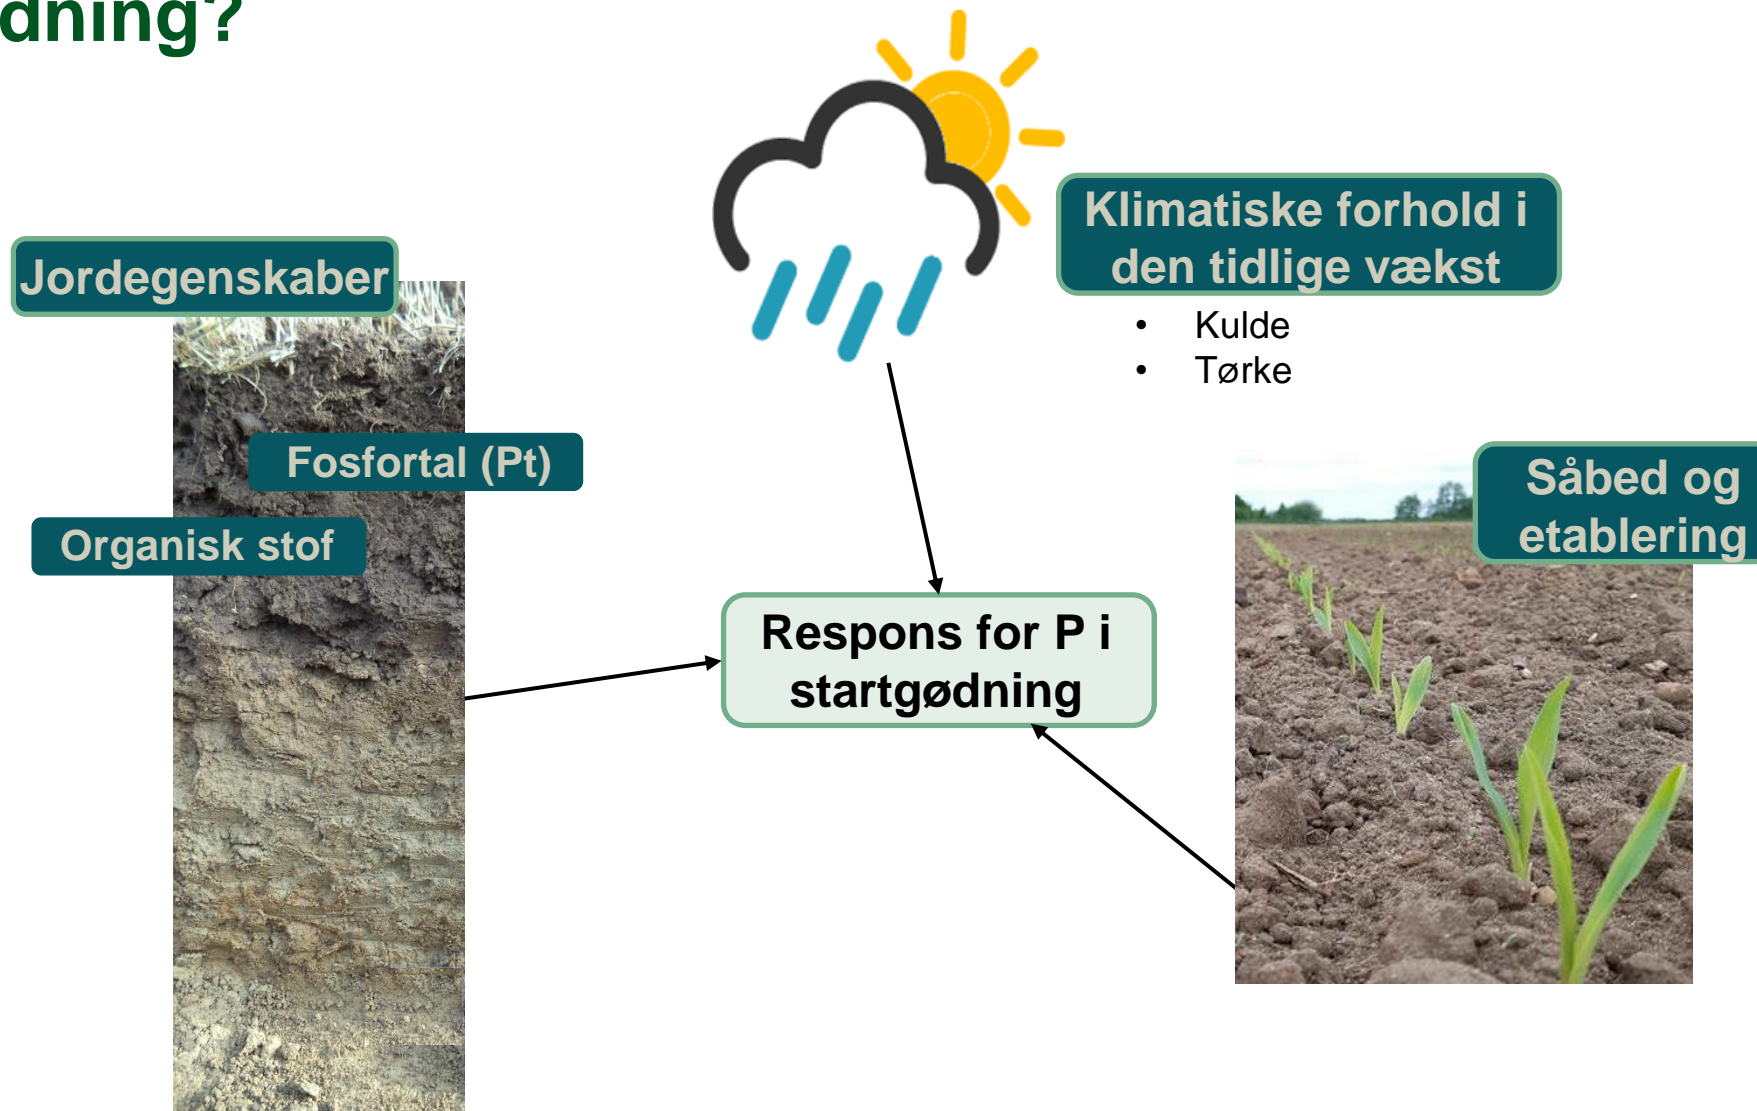 dning?
Klimatiske forhold i
den tidlige vækst
• Kulde
• Tørke
Jordegenskaber
Fosfortal (Pt)
Organisk stof
Såbed og
etablering
Respons for P i
startgødning